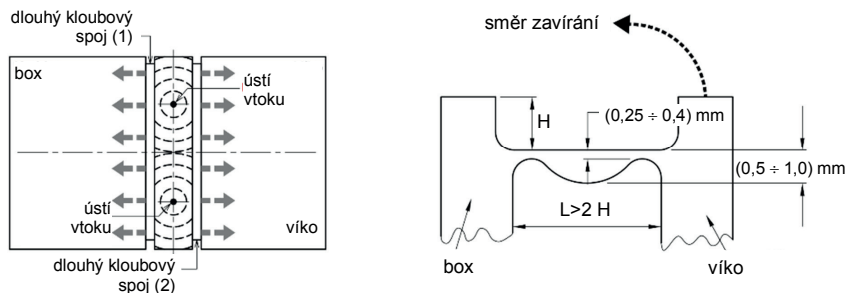 dlouhý kloubový
spoj (1)
box
ústí
vtoku
ústí
vtoku
víko
dlouhý kloubový
spoj (2)
směr zavírání
H
(0,25 ÷ 0,4) mm
(0,5 ÷ 1,0) mm
L>2 H
box
víko